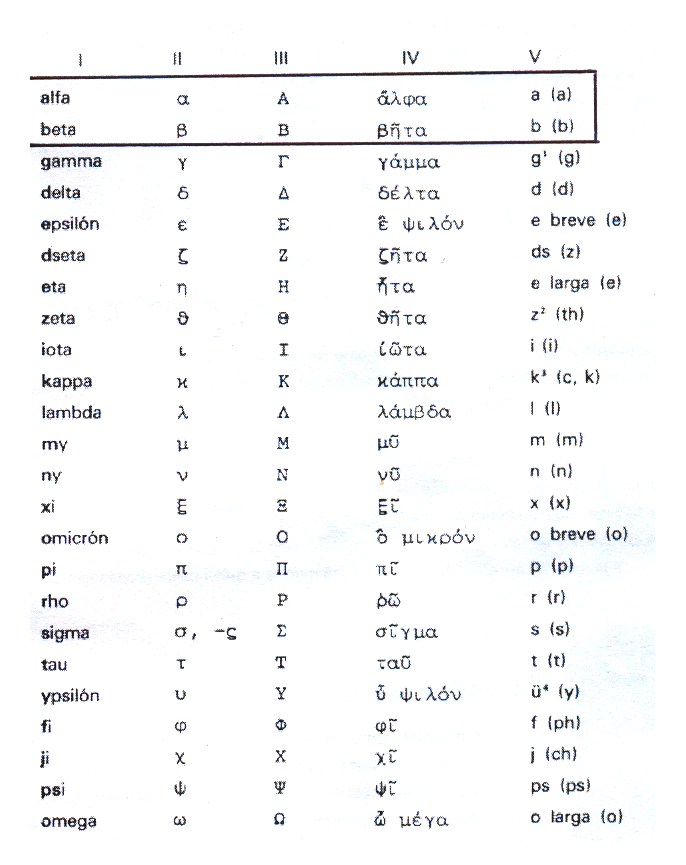 I II III IV V
alfa α Α ἄλφα a (a)
beta β Β βῆτα b (b)
gamma γ Γ γάμμα g¹ (g)
delta δ Δ δέλτα d (d)
epsilón ε Ε ἒ ψιλόν e breve (e)
dseta ζ Ζ ζῆτα ds (z)
eta η Η ἦτα e larga (e)
zeta ϑ Θ ϑῆτα z² (th)
iota ι Ι ἰῶτα i (i)
kappa ϰ Κ ϰάππα k³ (c, k)
lambda λ Λ λάμβδα l (l)
my μ Μ μῦ m (m)
ny ν Ν νῦ n (n)
xi ξ Ξ ξῖ x (x)
omicrón ο Ο ὂ μιϰρόν o breve (o)
pi π Π πῖ p (p)
rho ρ Ρ ῥῶ r (r)
sigma σ, -ς Σ σῖγμα s (s)
tau τ Τ ταῦ t (t)
ypsilón υ Υ ὖ ψιλόν ü⁴ (y)
fi φ Φ φῖ f (ph)
ji χ Χ χῖ j (ch)
psi ψ Ψ ψῖ ps (ps)
omega ω Ω ὦ μέγα o larga (o)